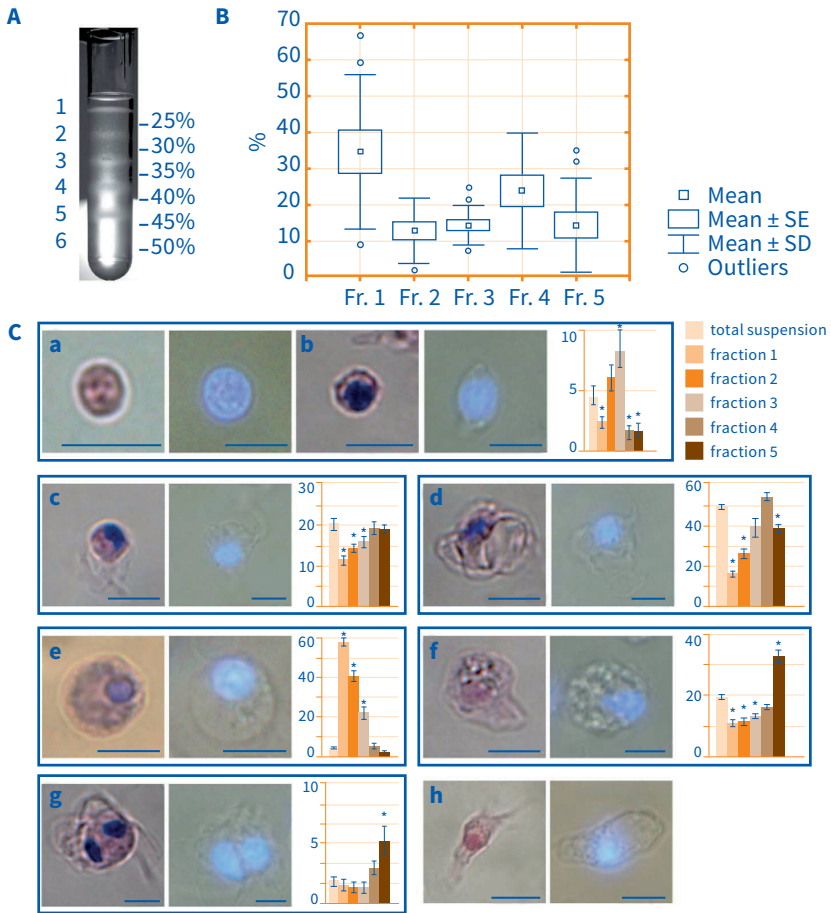 A
1
2
3
4
5
6
25%
30%
35%
40%
45%
50%
B
%
70
60
50
40
30
20
10
0
Fr. 1 Fr. 2 Fr. 3 Fr. 4 Fr. 5
Mean
Mean ± SE
Mean ± SD
Outliers
C
a
b
10
5
0
* * * *
total suspension
fraction 1
fraction 2
fraction 3
fraction 4
fraction 5
c
30
20
10
0
* * *
d
60
40
20
0
* * *
e
60
40
20
0
* * *
f
40
20
0
* * * *
g
10
5
0
*
h